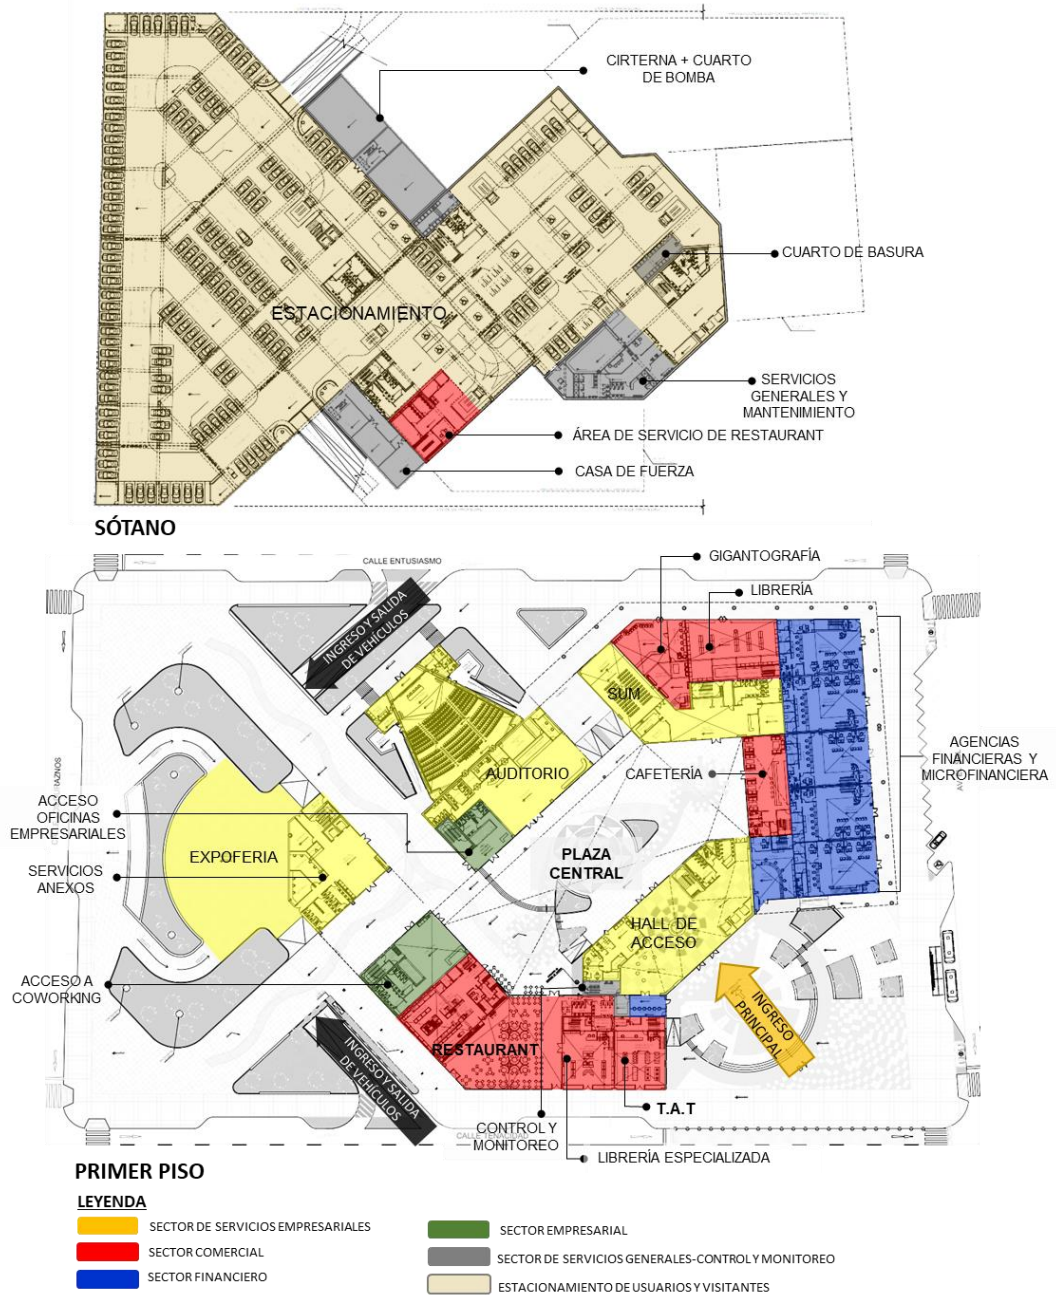 CIRTERNA + CUARTO
DE BOMBA
CUARTO DE BASURA
ESTACIONAMIENTO
SERVICIOS
GENERALES Y
MANTENIMIENTO
ÁREA DE SERVICIO DE RESTAURANT
CASA DE FUERZA
SÓTANO
CALLE ENTUSIASMO
GIGANTOGRAFÍA
LIBRERÍA
INGRESO Y SALIDA
DE VEHÍCULOS
SUM
AUDITORIO
CAFETERÍA
AGENCIAS
FINANCIERAS Y
MICROFINANCIERA
ACCESO
OFICINAS
EMPRESARIALES
EXPOFERIA
SERVICIOS
ANEXOS
PLAZA
CENTRAL
HALL DE
ACCESO
ACCESO A
COWORKING
INGRESO
PRINCIPAL
RESTAURANT
INGRESO Y SALIDA
DE VEHÍCULOS
T.A.T
CONTROL Y
MONITOREO
CALLE TENACIDAD
LIBRERÍA ESPECIALIZADA
PRIMER PISO
LEYENDA
SECTOR DE SERVICIOS EMPRESARIALES
SECTOR COMERCIAL
SECTOR FINANCIERO
SECTOR EMPRESARIAL
SECTOR DE SERVICIOS GENERALES-CONTROL Y MONITOREO
ESTACIONAMIENTO DE USUARIOS Y VISITANTES